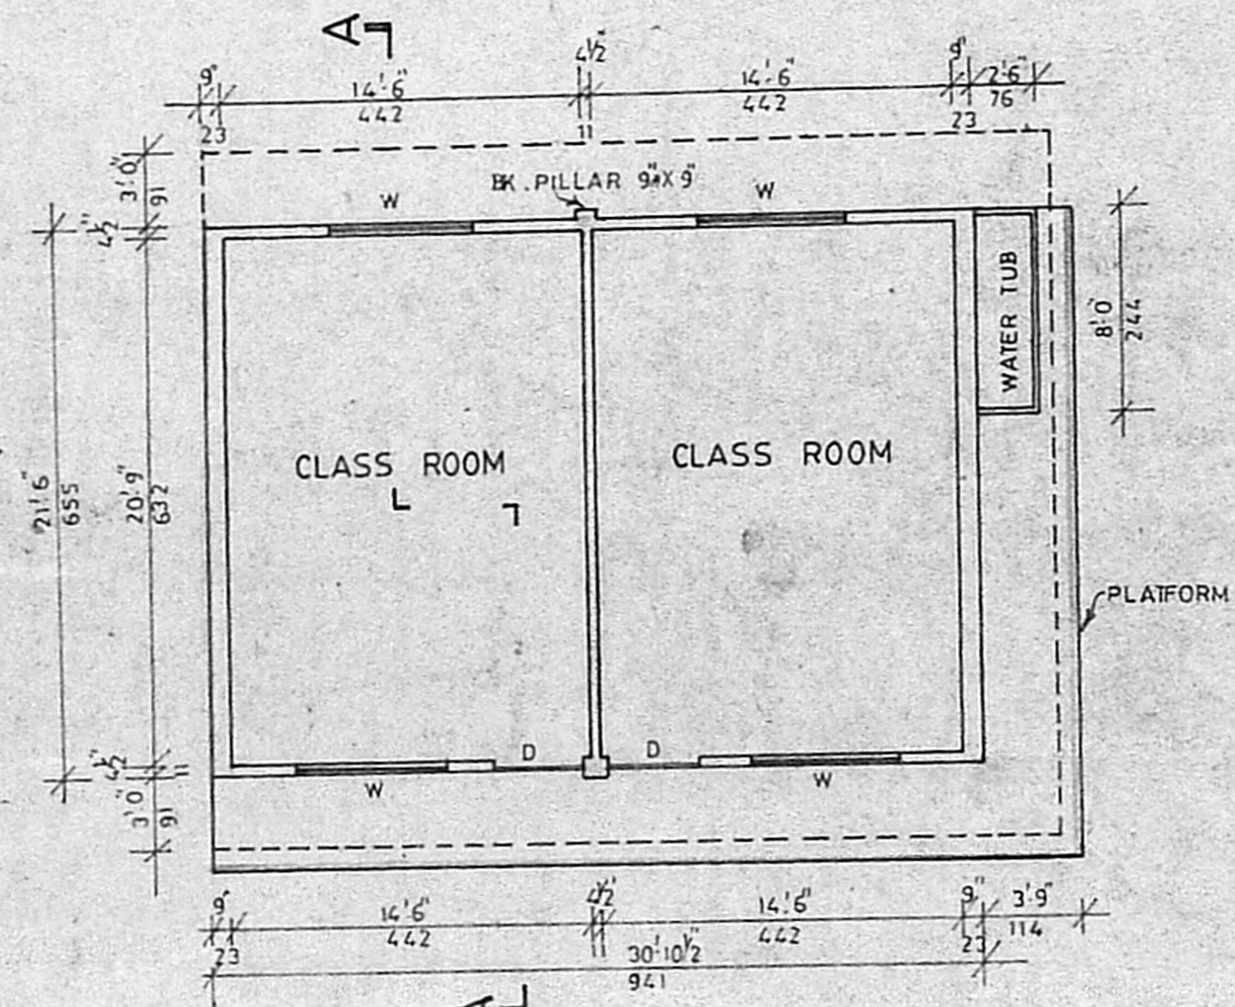 A
9" 14'-6" 4½" 14'-6" 9" 2'6"
23 442 11 442 23 76
3'0"
91
BK. PILLAR 9"X9"
W W
4½"
WATER TUB
8'0"
244
21'6"
655
20'-9"
632
CLASS ROOM CLASS ROOM
PLATFORM
D D
W W
4½"
11
3'0"
91
9" 14'-6" 4½" 14'-6" 9" 3'-9"
23 442 442 23 114
30'-10½"
941
A